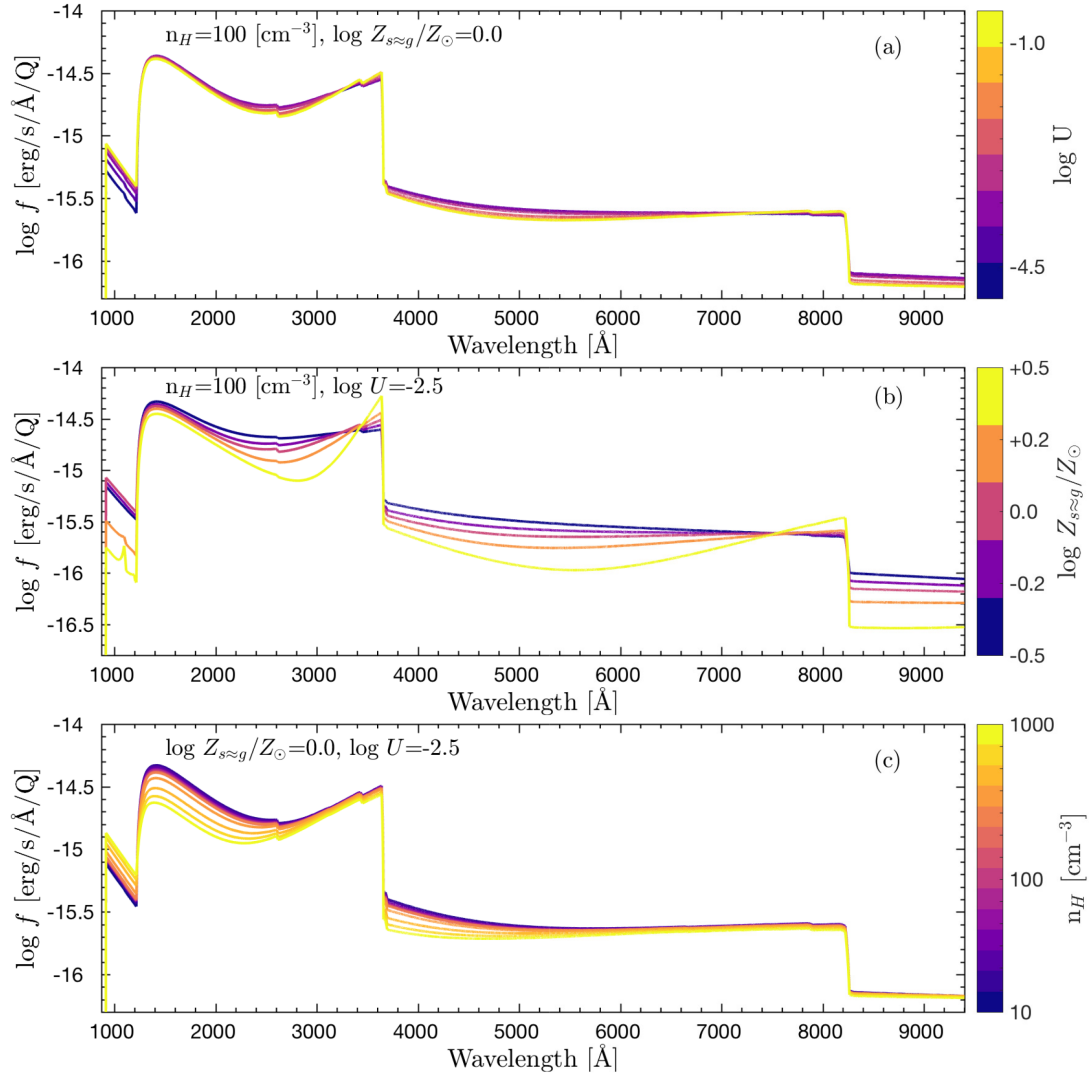 n_H=100 [cm⁻³], log Z_{s≈g}/Z_⊙=0.0
(a)
-14
-14.5
-15
-15.5
-16
log f [erg/s/Å/Q]
1000 2000 3000 4000 5000 6000 7000 8000 9000
Wavelength [Å]
-1.0
-4.5
log U
n_H=100 [cm⁻³], log U=-2.5
(b)
-14
-14.5
-15
-15.5
-16
-16.5
log f [erg/s/Å/Q]
1000 2000 3000 4000 5000 6000 7000 8000 9000
Wavelength [Å]
+0.5
+0.2
0.0
-0.2
-0.5
log Z_{s≈g}/Z_⊙
log Z_{s≈g}/Z_⊙=0.0, log U=-2.5
(c)
-14
-14.5
-15
-15.5
-16
log f [erg/s/Å/Q]
1000 2000 3000 4000 5000 6000 7000 8000 9000
Wavelength [Å]
1000
100
10
n_H [cm⁻³]